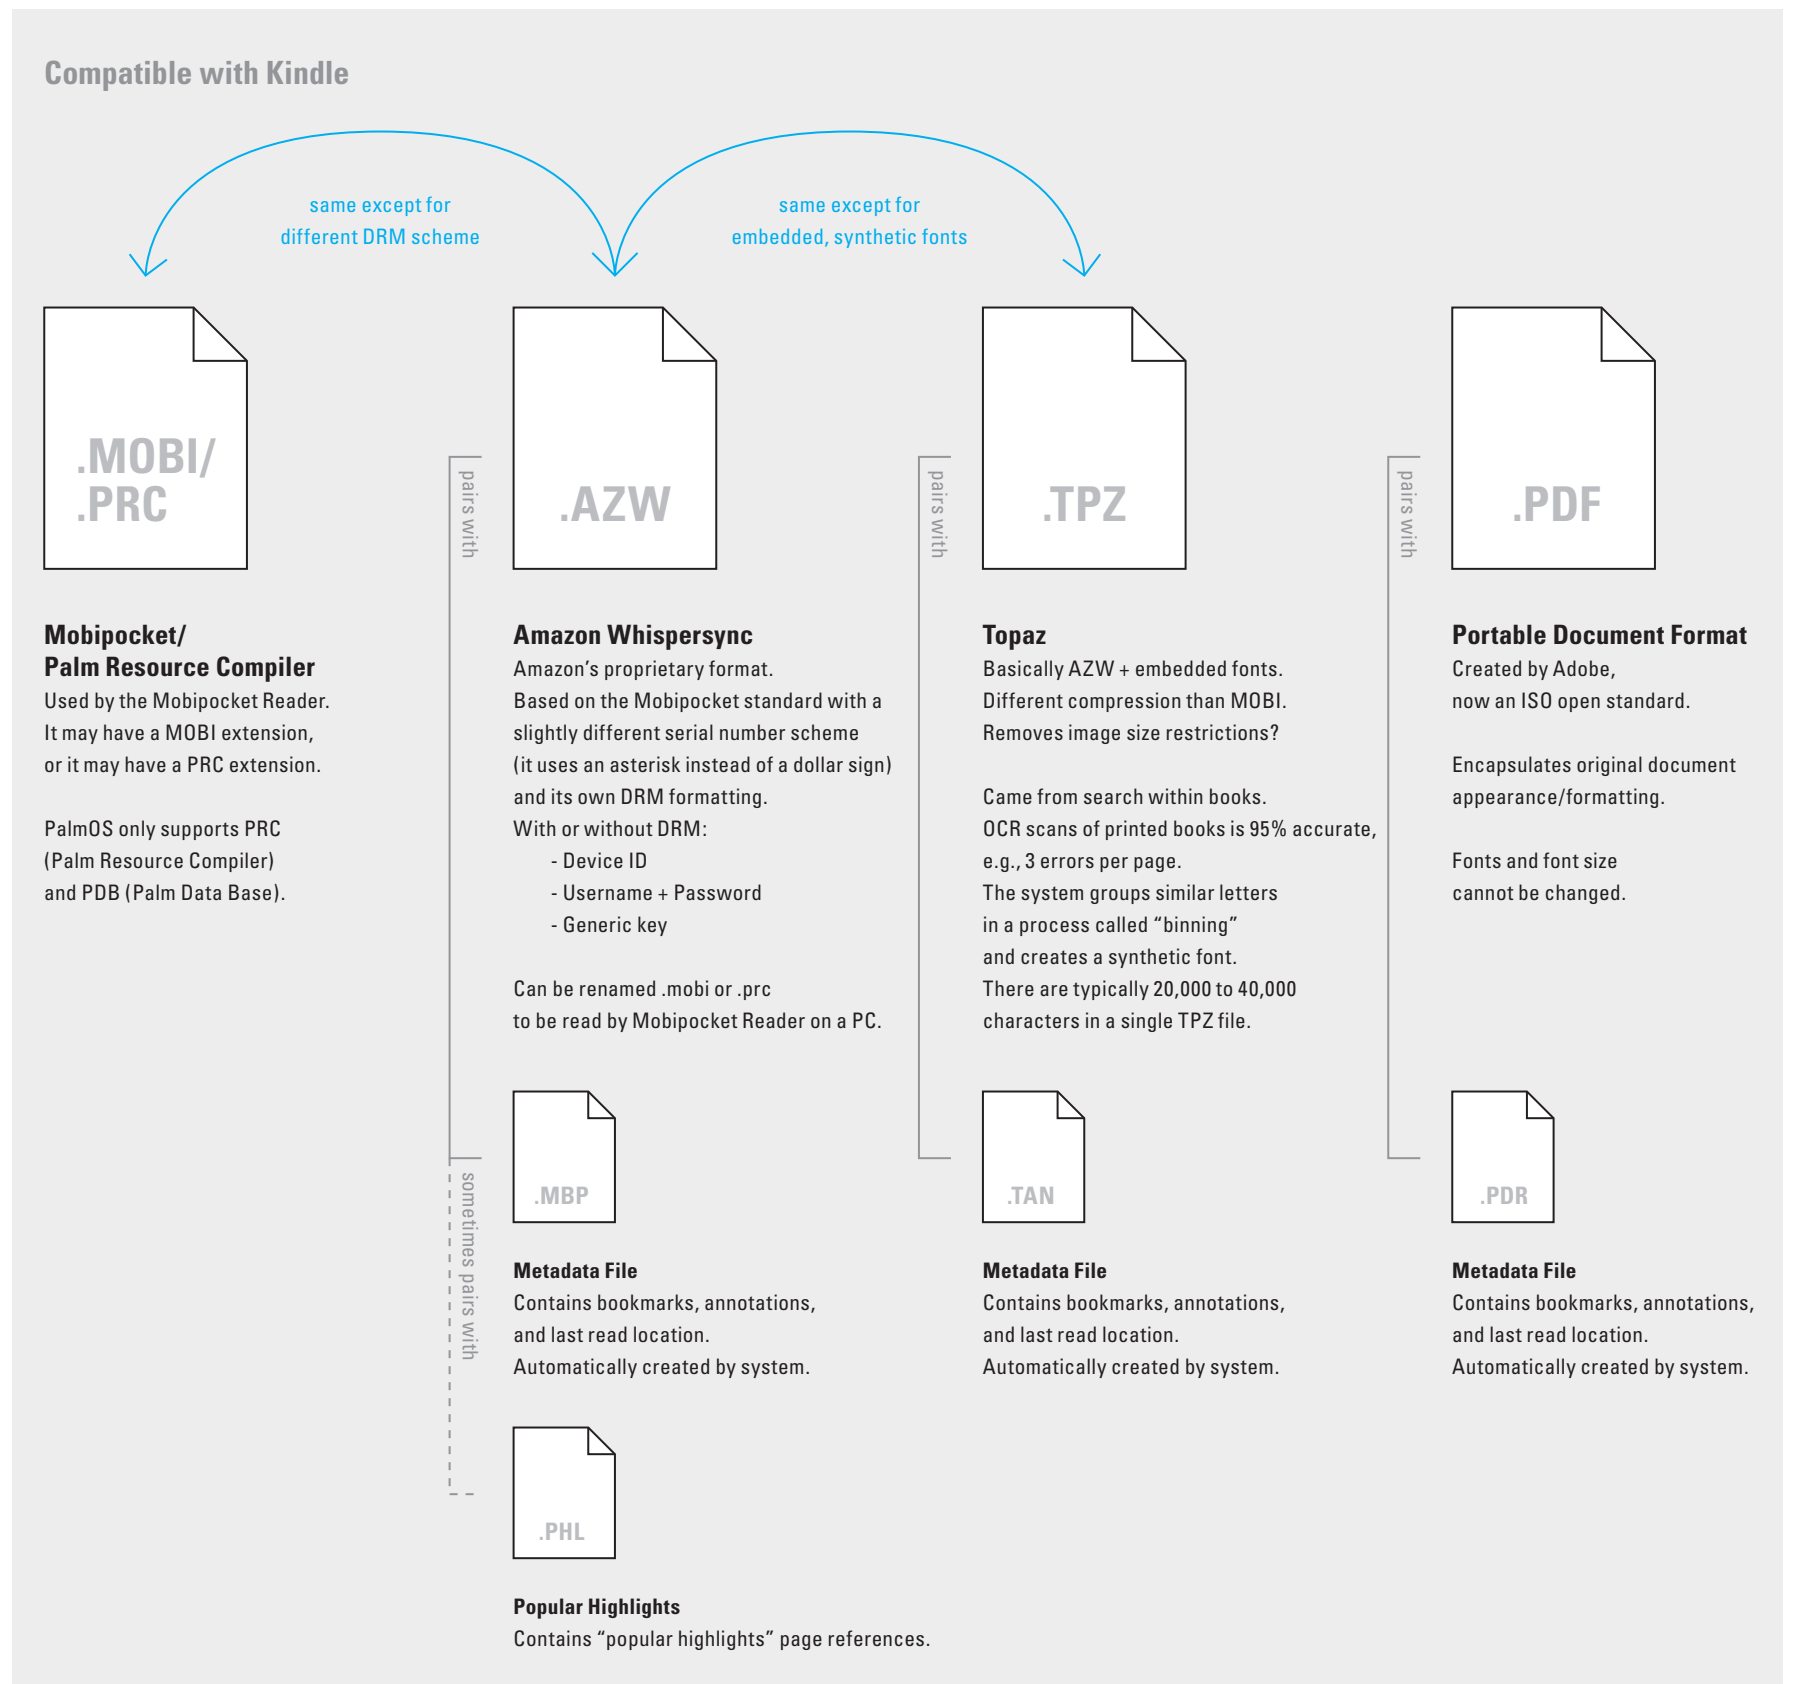 Compatible with Kindle
same except for
different DRM scheme
same except for
embedded, synthetic fonts
.MOBI/
.PRC
Mobipocket/
Palm Resource Compiler
Used by the Mobipocket Reader.
It may have a MOBI extension,
or it may have a PRC extension.
PalmOS only supports PRC
(Palm Resource Compiler)
and PDB (Palm Data Base).
pairs with
.AZW
Amazon Whispersync
Amazon’s proprietary format.
Based on the Mobipocket standard with a
slightly different serial number scheme
(it uses an asterisk instead of a dollar sign)
and its own DRM formatting.
With or without DRM:
- Device ID
- Username + Password
- Generic key
Can be renamed .mobi or .prc
to be read by Mobipocket Reader on a PC.
.MBP
Metadata File
Contains bookmarks, annotations,
and last read location.
Automatically created by system.
sometimes pairs with
.PHL
Popular Highlights
Contains “popular highlights” page references.
pairs with
.TPZ
Topaz
Basically AZW + embedded fonts.
Different compression than MOBI.
Removes image size restrictions?
Came from search within books.
OCR scans of printed books is 95% accurate,
e.g., 3 errors per page.
The system groups similar letters
in a process called “binning”
and creates a synthetic font.
There are typically 20,000 to 40,000
characters in a single TPZ file.
.TAN
Metadata File
Contains bookmarks, annotations,
and last read location.
Automatically created by system.
pairs with
.PDF
Portable Document Format
Created by Adobe,
now an ISO open standard.
Encapsulates original document
appearance/formatting.
Fonts and font size
cannot be changed.
.PDR
Metadata File
Contains bookmarks, annotations,
and last read location.
Automatically created by system.